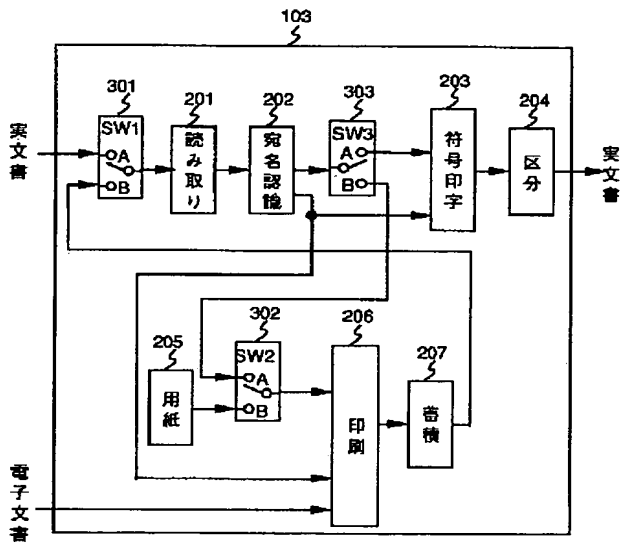 103
301
SW1
A
B
201
読み取り
202
宛名認識
303
SW3
A
B
203
符号印字
204
区分
実文書
実文書
205
用紙
302
SW2
A
B
206
印刷
207
蓄積
電子文書